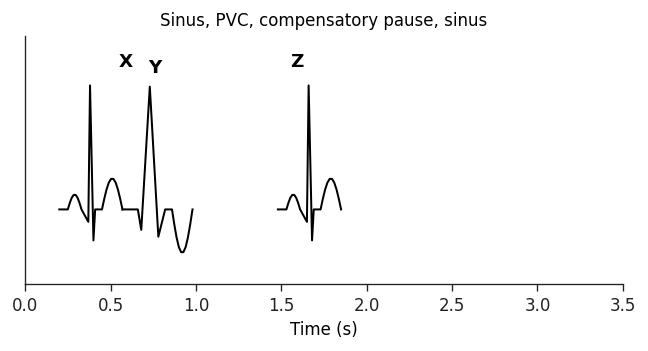 Sinus, PVC, compensatory pause, sinus
X Y Z
0.0 0.5 1.0 1.5 2.0 2.5 3.0 3.5
Time (s)